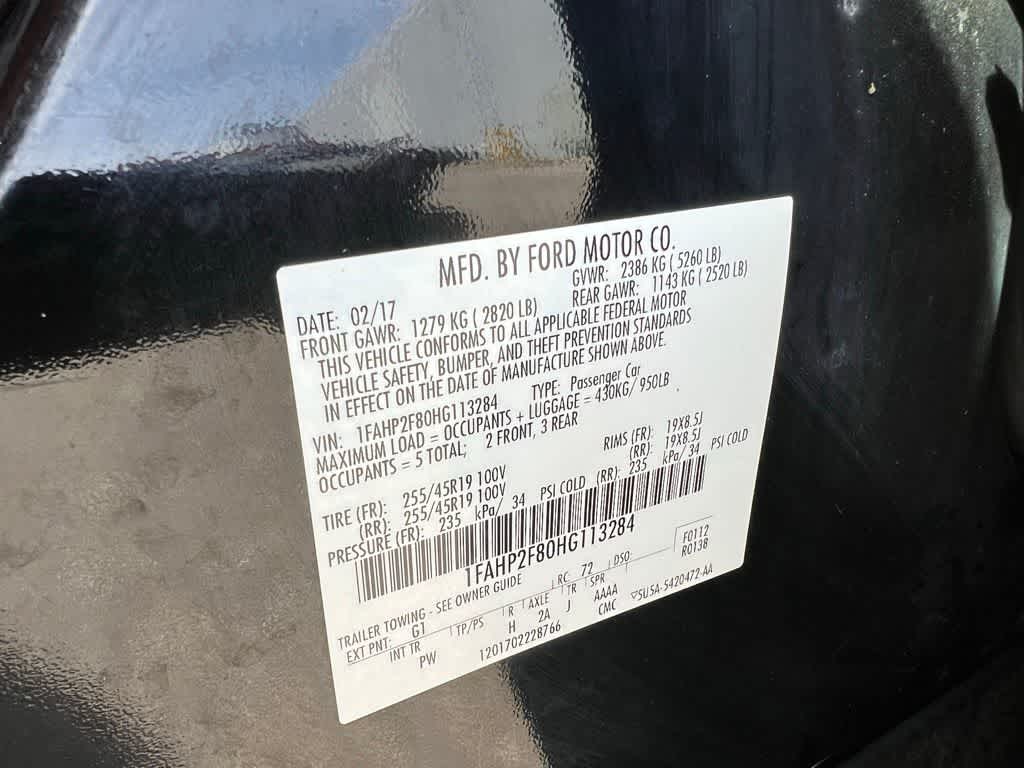 MFD. BY FORD MOTOR CO.
DATE: 02/17 GVWR: 2386 KG ( 5260 LB)
FRONT GAWR: 1279 KG ( 2820 LB) REAR GAWR: 1143 KG ( 2520 LB)
THIS VEHICLE CONFORMS TO ALL APPLICABLE FEDERAL MOTOR
VEHICLE SAFETY, BUMPER, AND THEFT PREVENTION STANDARDS
IN EFFECT ON THE DATE OF MANUFACTURE SHOWN ABOVE.
VIN: 1FAHP2F80HG113284 TYPE: Passenger Car
MAXIMUM LOAD = OCCUPANTS + LUGGAGE = 430KG/ 950LB
OCCUPANTS = 5 TOTAL; 2 FRONT, 3 REAR
TIRE (FR): 255/45R19 100V RIMS (FR): 19X8.5J
(RR): 255/45R19 100V (RR): 19X8.5J
PRESSURE (FR): 235 kPa/ 34 PSI COLD (RR): 235 kPa/ 34 PSI COLD
1FAHP2F80HG113284
TRAILER TOWING - SEE OWNER GUIDE RC: 72 DSO: F0112
EXT PNT: G1 TP/PS R AXLE TR SPR R0138
INT TR H 2A J AAAA
PW CMC 5U5A-5420472-AA
1201702228766